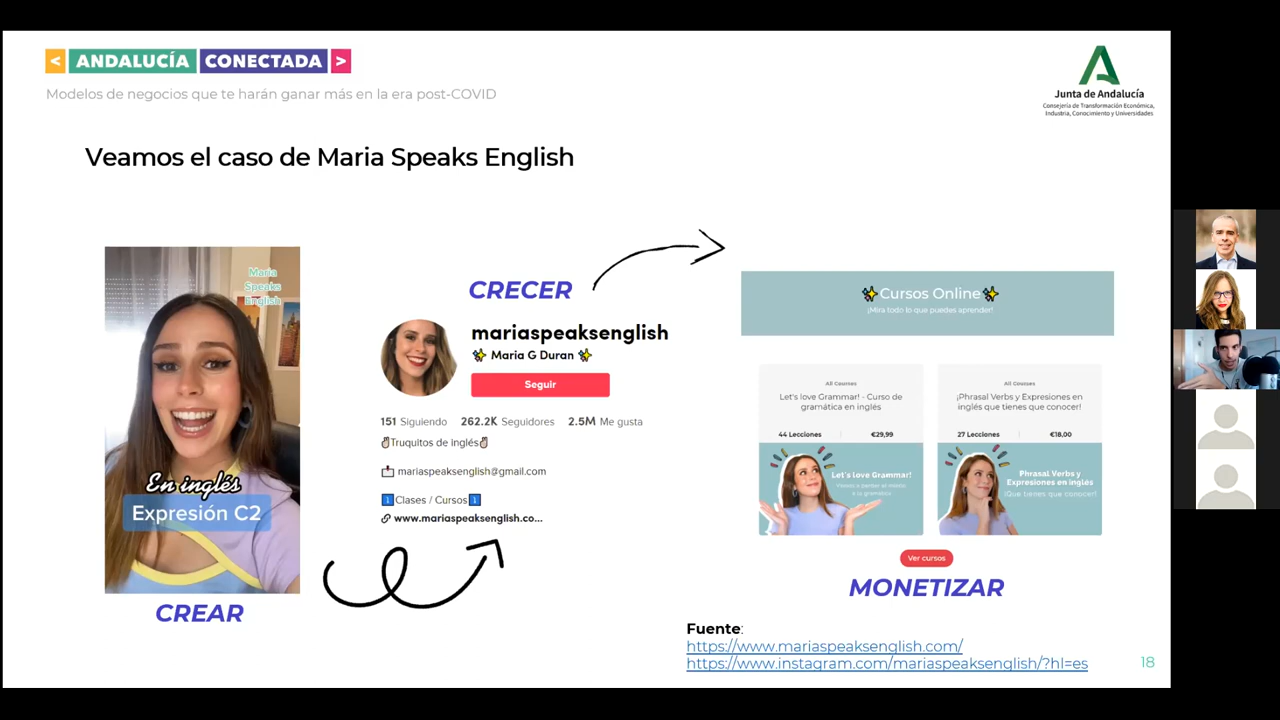 < ANDALUCÍA CONECTADA >
Modelos de negocios que te harán ganar más en la era post-COVID
Junta de Andalucía
Consejería de Transformación Económica,
Industria, Conocimiento y Universidades
Veamos el caso de Maria Speaks English
Maria
Speaks
English
En inglés
Expresión C2
CREAR
CRECER
mariaspeaksenglish
✨ Maria G Duran ✨
Seguir
151 Siguiendo 262.2K Seguidores 2.5M Me gusta
✌🏻Truquitos de inglés✌🏻
📩 mariaspeaksenglish@gmail.com
ℹ️Clases / Cursos ℹ️
www.mariaspeaksenglish.co...
✨Cursos Online✨
¡Mira todo lo que puedes aprender!
All Courses
Let's love Grammar! - Curso de
gramática en inglés
44 Lecciones €29,99
Let's love Grammar!
All Courses
¡Phrasal Verbs y Expresiones en
inglés que tienes que conocer!
27 Lecciones €18,00
Phrasal Verbs y
Expresiones en inglés
¡Que tienes que conocer!
Ver cursos
MONETIZAR
Fuente:
https://www.mariaspeaksenglish.com/
https://www.instagram.com/mariaspeaksenglish/?hl=es
18